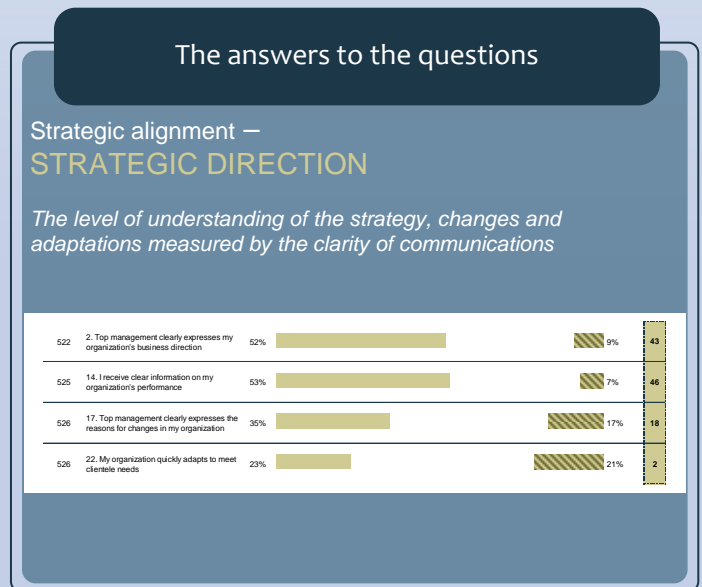 The answers to the questions
Strategic alignment –
STRATEGIC DIRECTION
The level of understanding of the strategy, changes and
adaptations measured by the clarity of communications
522 2. Top management clearly expresses my
organization's business direction 52% 9% 43
525 14. I receive clear information on my
organization's performance 53% 7% 46
526 17. Top management clearly expresses the
reasons for changes in my organization 35% 17% 18
526 22. My organization quickly adapts to meet
clientele needs 23% 21% 2